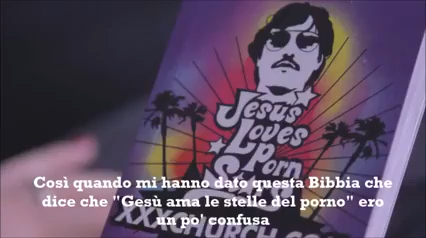 Jesus
Loves
Porn
Così quando mi hanno dato questa Bibbia che
dice che "Gesù ama le stelle del porno" ero
un po' confusa